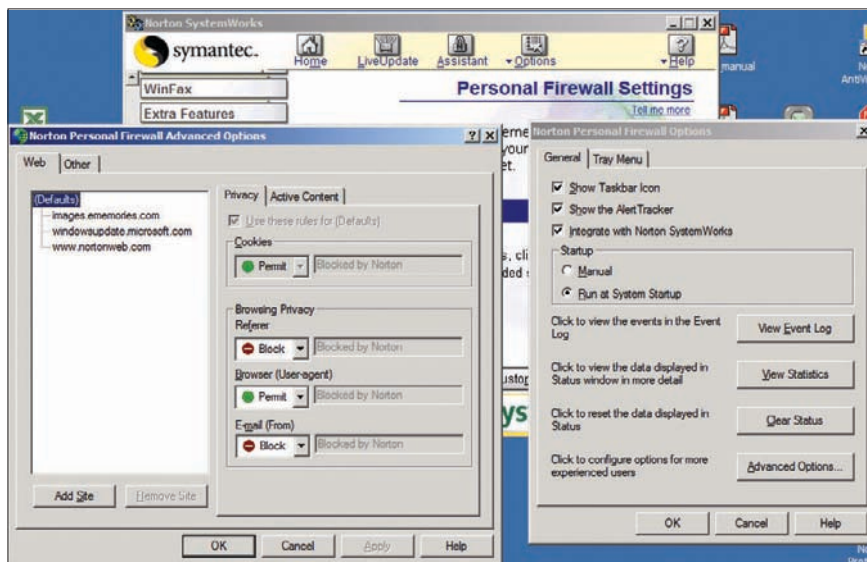 Norton SystemWorks
symantec.
Home LiveUpdate Assistant Options Help
WinFax
Extra Features
Personal Firewall Settings
Tell me more
manual
Norton Personal Firewall Advanced Options
Web Other
(Defaults)
images.ememories.com
windowsupdate.microsoft.com
www.nortonweb.com
Add Site Remove Site
Privacy Active Content
Use these rules for (Defaults)
Cookies
Permit Blocked by Norton
Browsing Privacy
Referer
Block Blocked by Norton
Browser (User-agent)
Permit Blocked by Norton
E-mail (From)
Block Blocked by Norton
OK Cancel Apply Help
Norton Personal Firewall Options
General Tray Menu
Show Taskbar Icon
Show the AlertTracker
Integrate with Norton SystemWorks
Startup
Manual
Run at System Startup
Click to view the events in the Event
Log
View Event Log
Click to view the data displayed in
Status window in more detail
View Statistics
Click to reset the data displayed in
Status
Clear Status
Click to configure options for more
experienced users
Advanced Options...
OK Cancel Help